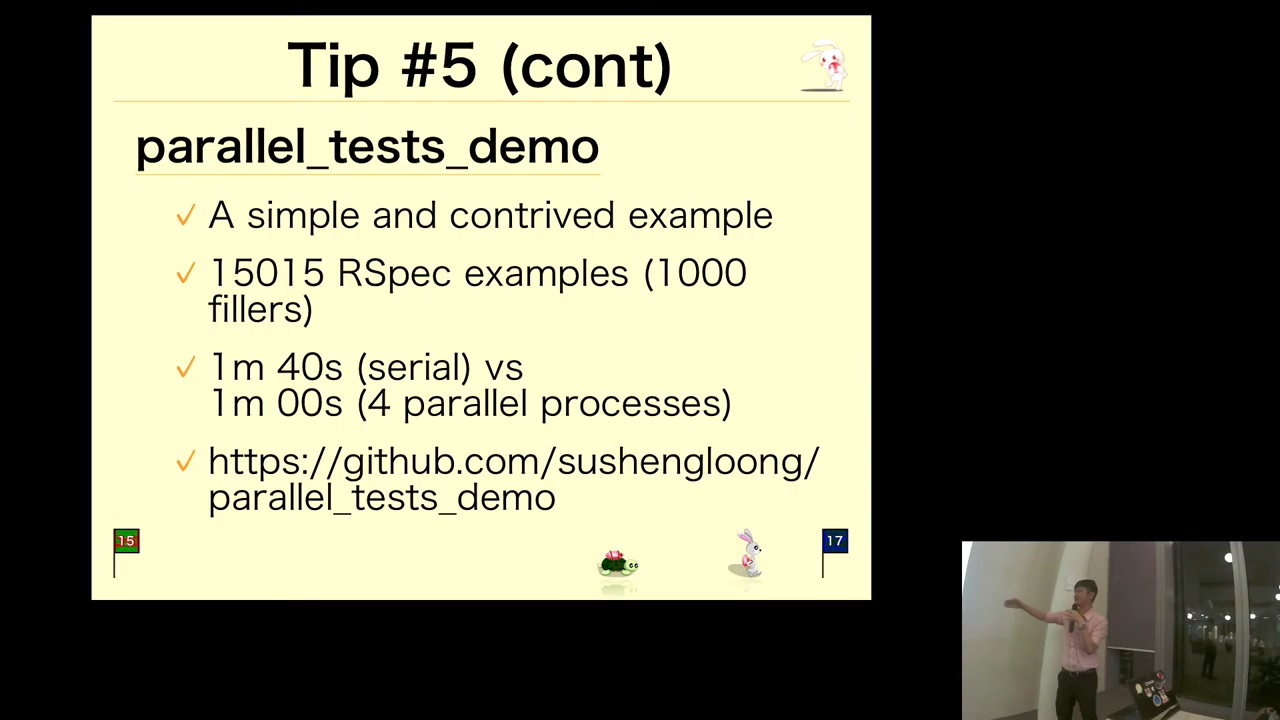 Tip #5 (cont)
parallel_tests_demo
✓ A simple and contrived example
✓ 15015 RSpec examples (1000
fillers)
✓ 1m 40s (serial) vs
1m 00s (4 parallel processes)
✓ https://github.com/sushengloong/
parallel_tests_demo
15
17